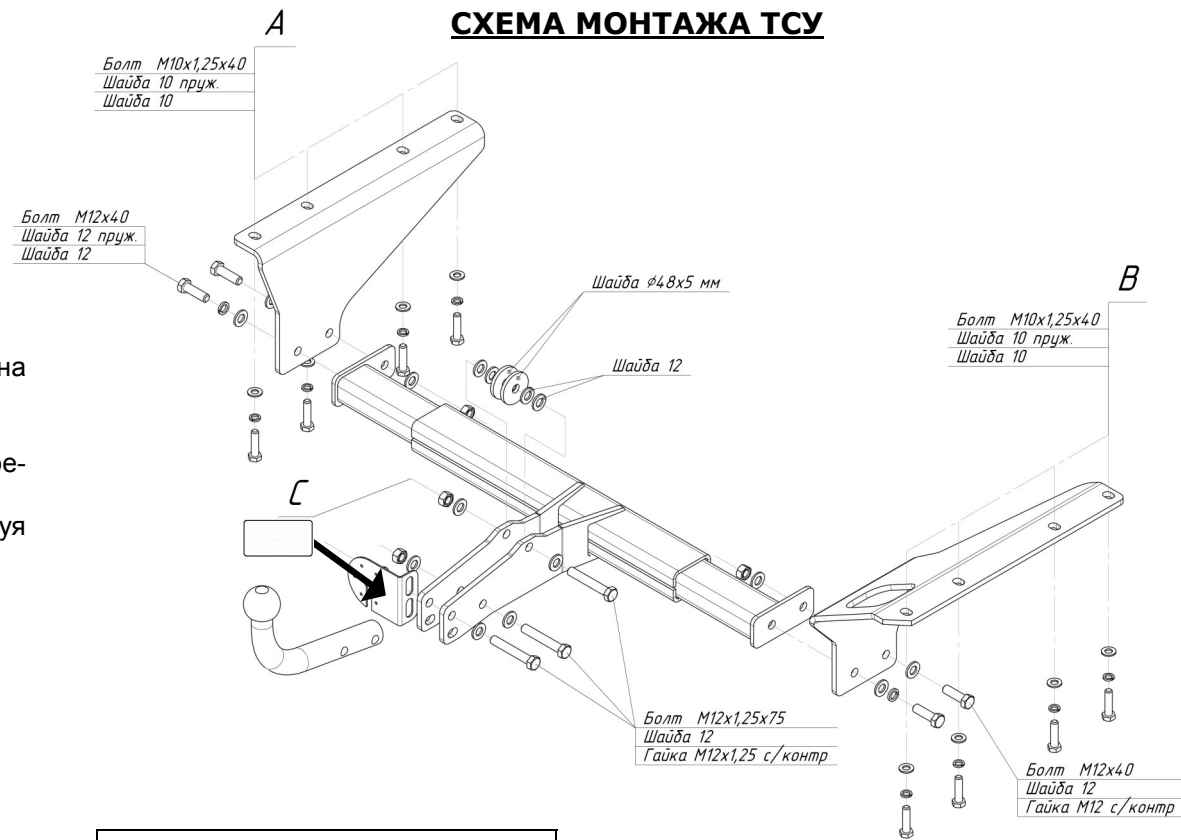 СХЕМА МОНТАЖА ТСУ
А
Болт М10х1,25х40
Шайба 10 пруж.
Шайба 10
Болт М12х40
Шайба 12 пруж.
Шайба 12
Шайба ϕ48х5 мм
Шайба 12
В
Болт М10х1,25х40
Шайба 10 пруж.
Шайба 10
на
ре-
уя
С
Болт М12х1,25х75
Шайба 12
Гайка М12х1,25 с/контр
Болт М12х40
Шайба 12
Гайка М12 с/контр